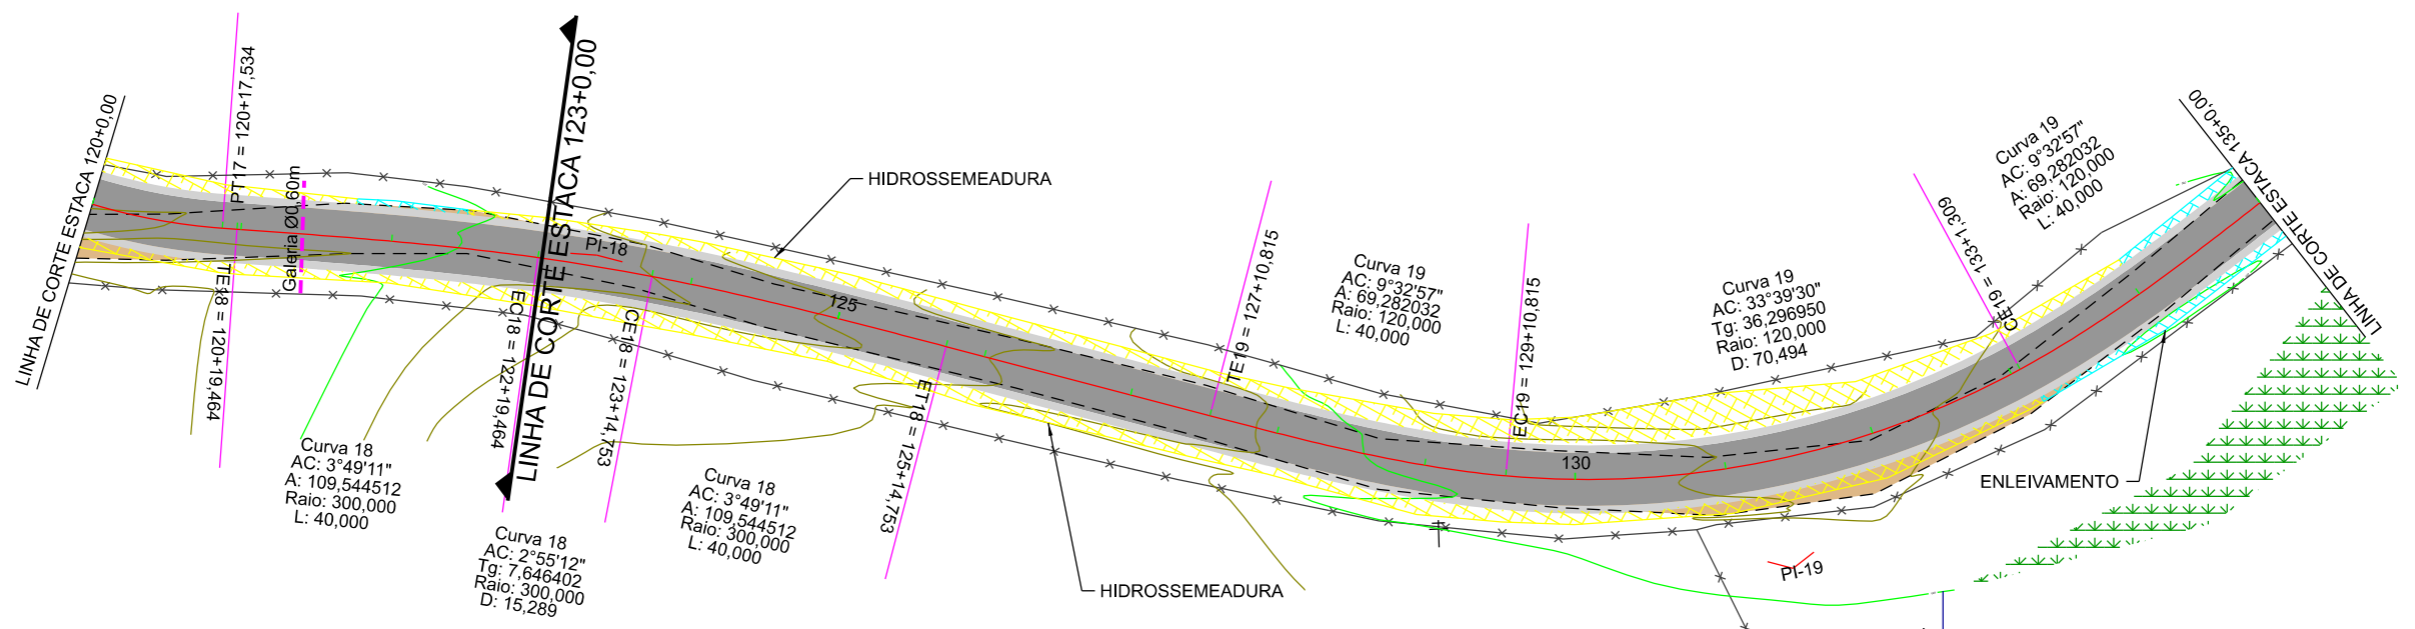 LINHA DE CORTE ESTACA 120+0,00
PT17 = 120+17,534
TE18 = 120+19,464
Galeria Ø0,60m
LINHA DE CORTE ESTACA 123+0,00
PI-18
EC18 = 122+19,464
CE18 = 123+14,753
Curva 18
AC: 3°49'11"
A: 109,544512
Raio: 300,000
L: 40,000
Curva 18
AC: 2°55'12"
Tg: 7,646402
Raio: 300,000
D: 15,289
Curva 18
AC: 3°49'11"
A: 109,544512
Raio: 300,000
L: 40,000
HIDROSSEMEADURA
125
ET18 = 125+14,753
HIDROSSEMEADURA
TE19 = 127+10,815
Curva 19
AC: 9°32'57"
A: 69,282032
Raio: 120,000
L: 40,000
EC19 = 129+10,815
130
Curva 19
AC: 33°39'30"
Tg: 36,296950
Raio: 120,000
D: 70,494
PI-19
CE19 = 133+1,309
Curva 19
AC: 9°32'57"
A: 69,282032
Raio: 120,000
L: 40,000
ENLEIVAMENTO
LINHA DE CORTE ESTACA 135+0,00